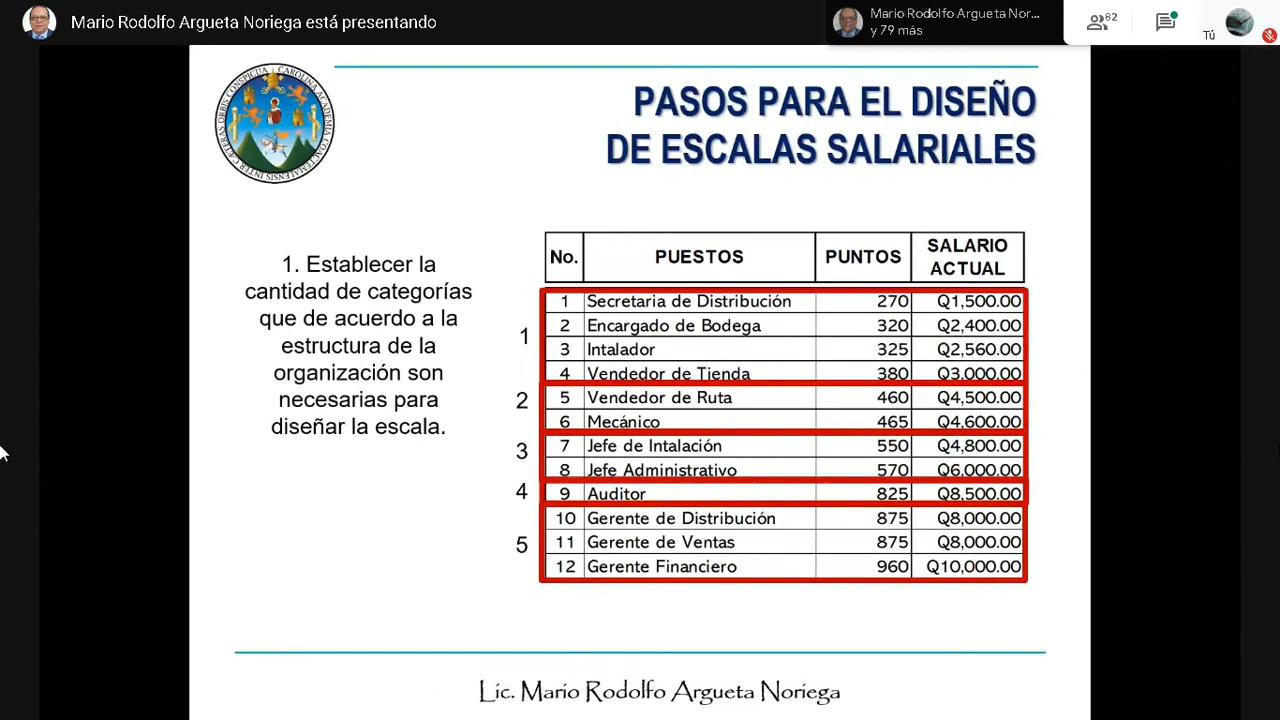 Mario Rodolfo Argueta Noriega está presentando
Mario Rodolfo Argueta Nor...
y 79 más
82
Tú
PASOS PARA EL DISEÑO
DE ESCALAS SALARIALES
1. Establecer la
cantidad de categorías
que de acuerdo a la
estructura de la
organización son
necesarias para
diseñar la escala.
No. PUESTOS PUNTOS SALARIO ACTUAL
1
1 Secretaria de Distribución 270 Q1,500.00
2 Encargado de Bodega 320 Q2,400.00
3 Intalador 325 Q2,560.00
4 Vendedor de Tienda 380 Q3,000.00
2
5 Vendedor de Ruta 460 Q4,500.00
6 Mecánico 465 Q4,600.00
3
7 Jefe de Intalación 550 Q4,800.00
8 Jefe Administrativo 570 Q6,000.00
4
9 Auditor 825 Q8,500.00
5
10 Gerente de Distribución 875 Q8,000.00
11 Gerente de Ventas 875 Q8,000.00
12 Gerente Financiero 960 Q10,000.00
Lic. Mario Rodolfo Argueta Noriega